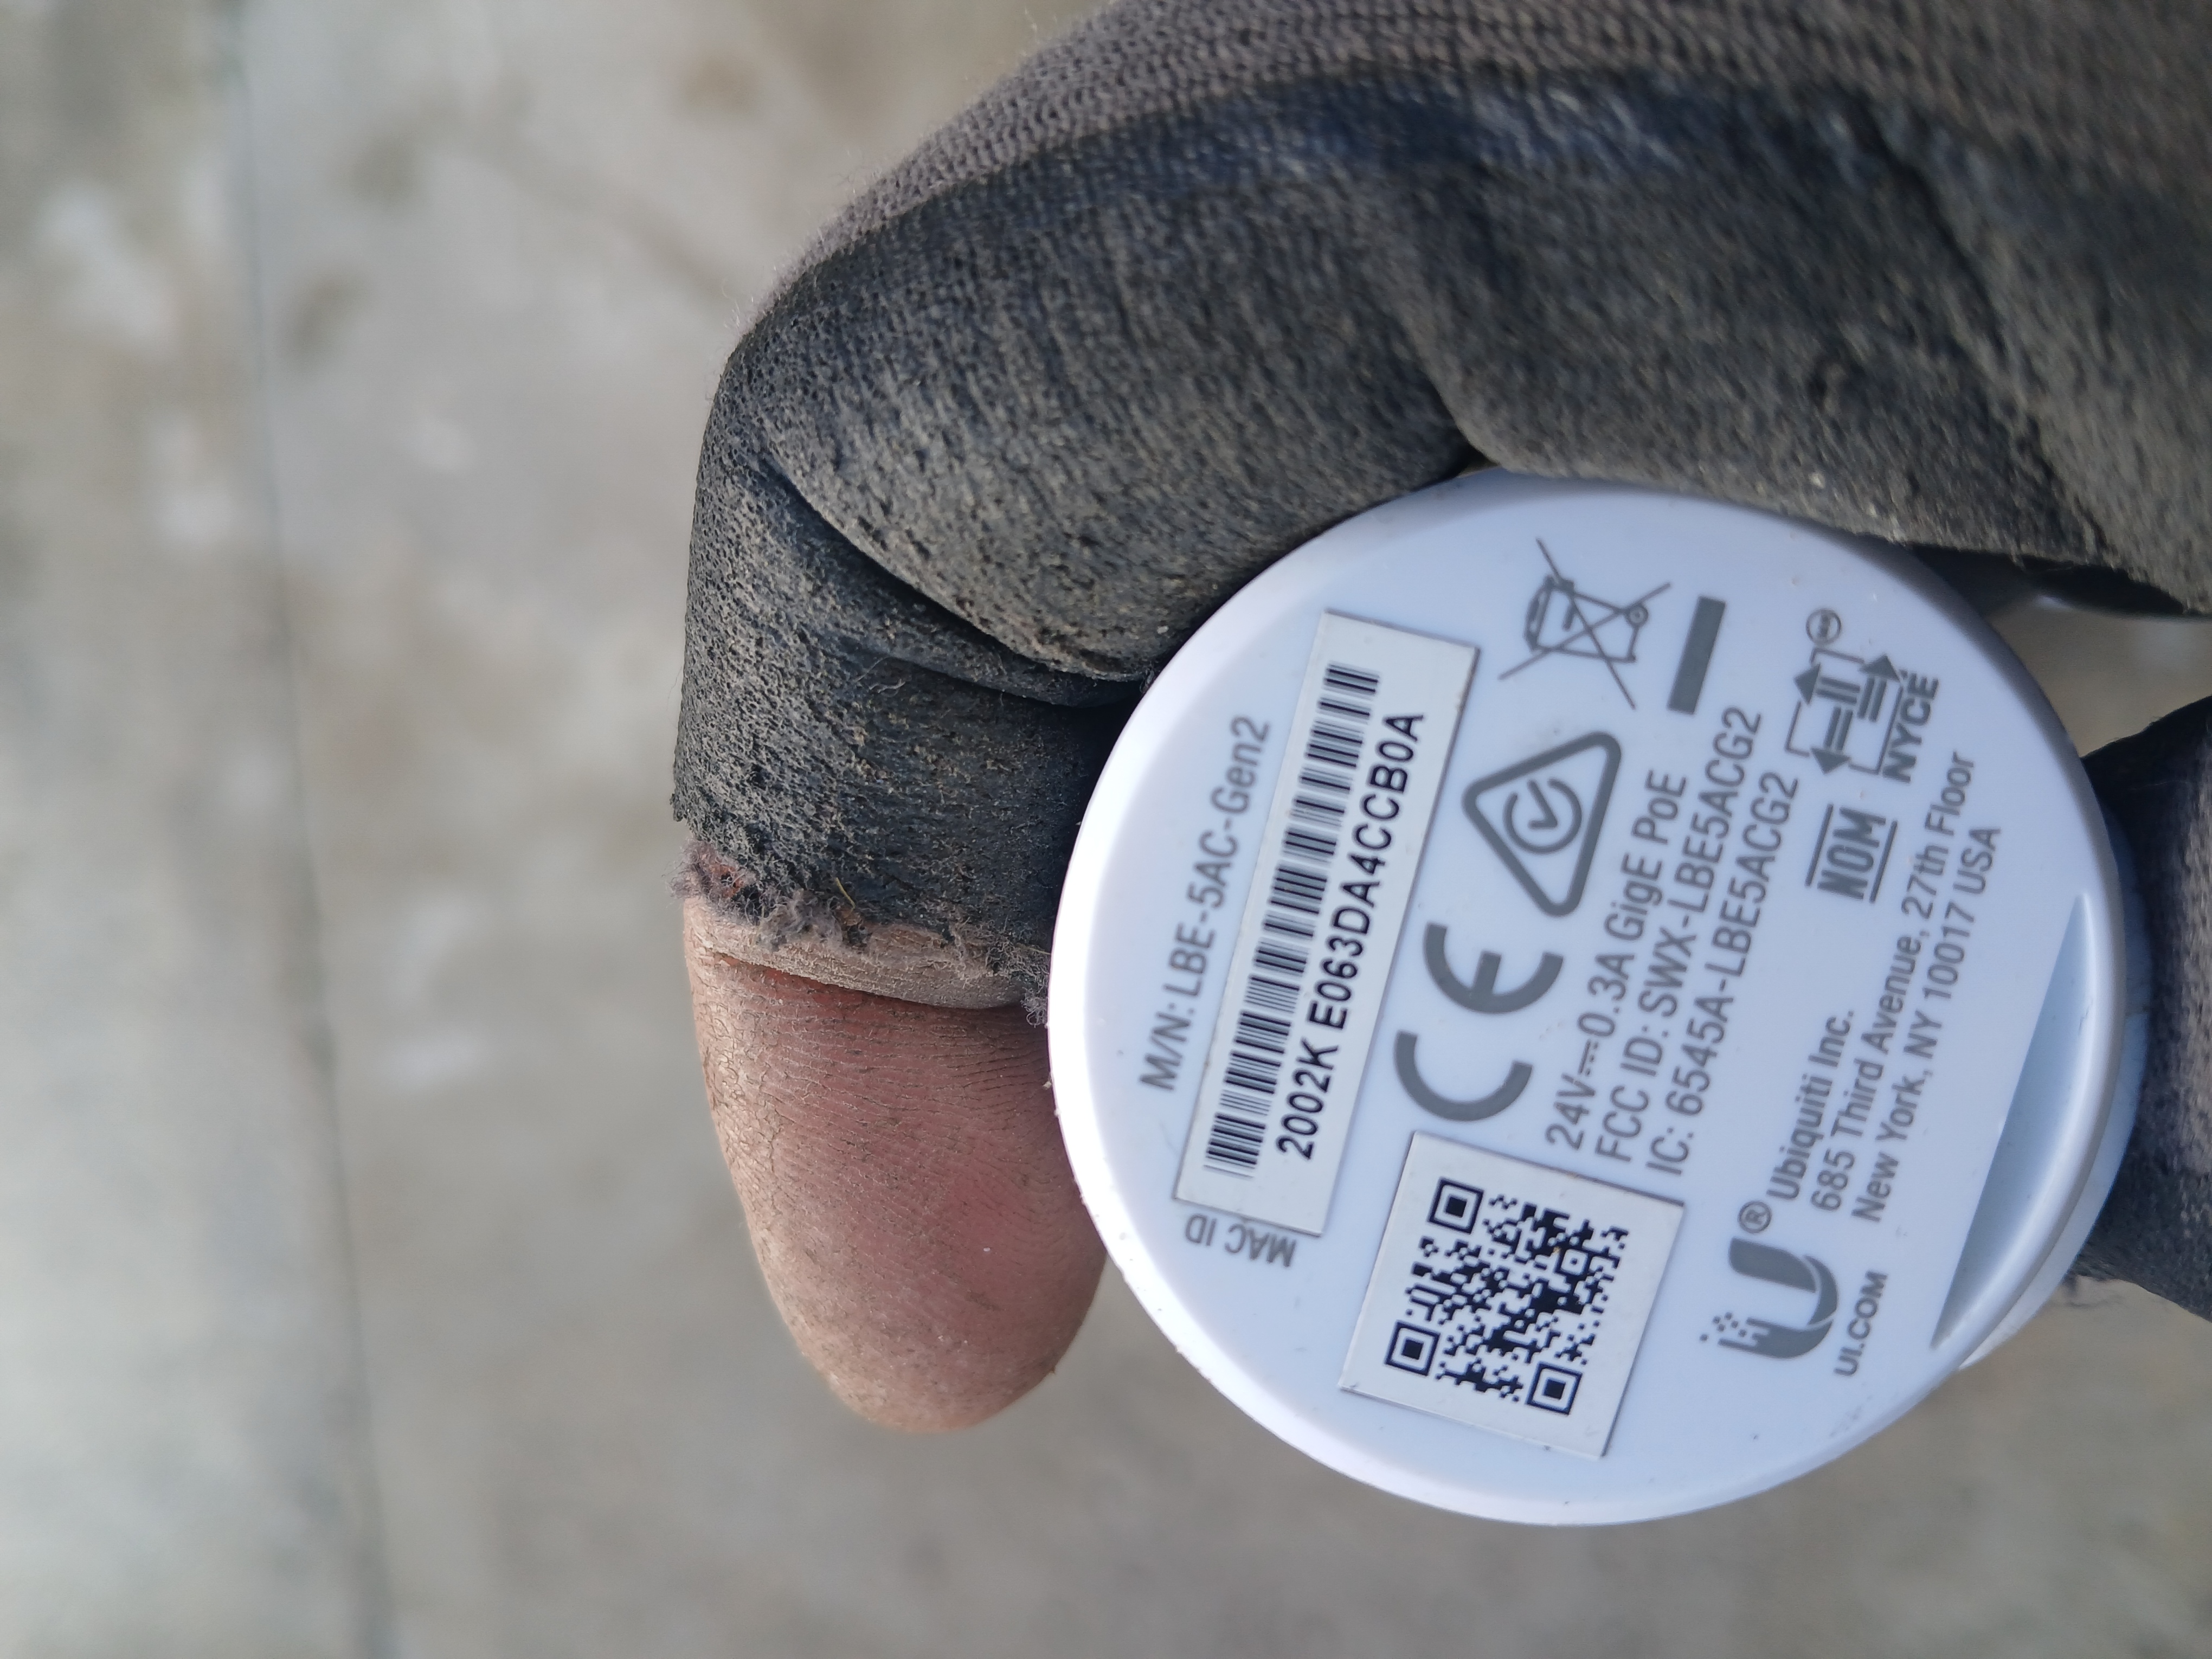 M/N: LBE-5AC-Gen2
MAC ID
2002K E063DA4CCB0A
CE
24V⎓0.3A GigE PoE
FCC ID: SWX-LBE5ACG2
IC: 6545A-LBE5ACG2
NOM
NYCE
Ubiquiti Inc.
685 Third Avenue, 27th Floor
New York, NY 10017 USA
UI.COM